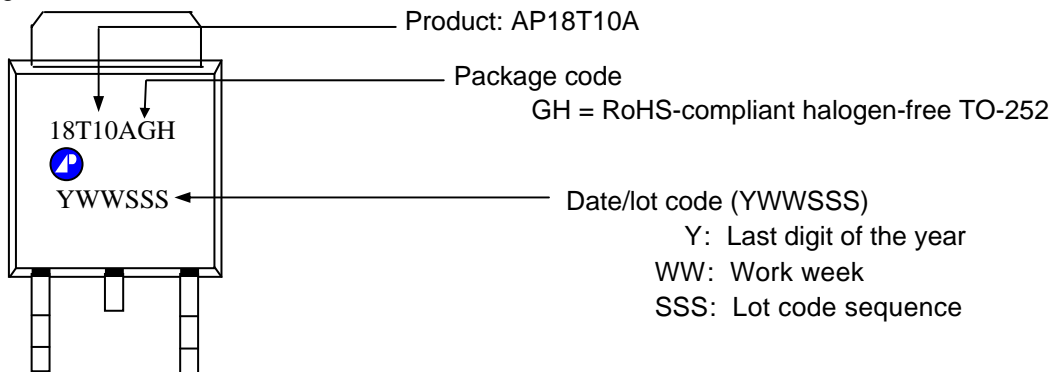 Product: AP18T10A
Package code
GH = RoHS-compliant halogen-free TO-252
18T10AGH
YWWSSS
Date/lot code (YWWSSS)
Y: Last digit of the year
WW: Work week
SSS: Lot code sequence